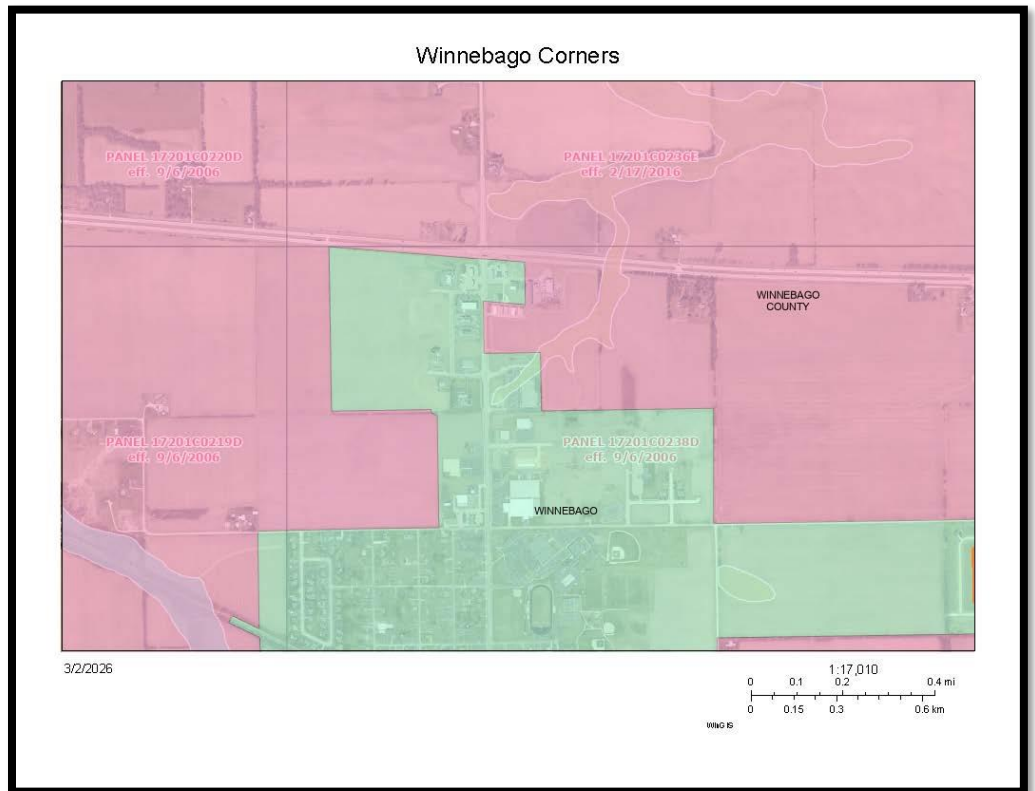 Winnebago Corners
PANEL 17201C0220D
eff. 9/6/2006
PANEL 17201C0236E
eff. 2/17/2016
WINNEBAGO
COUNTY
PANEL 17201C0219D
eff. 9/6/2006
PANEL 17201C0238D
eff. 9/6/2006
WINNEBAGO
3/2/2026
1:17,010
0 0.1 0.2 0.4 mi
0 0.15 0.3 0.6 km
WinGIS